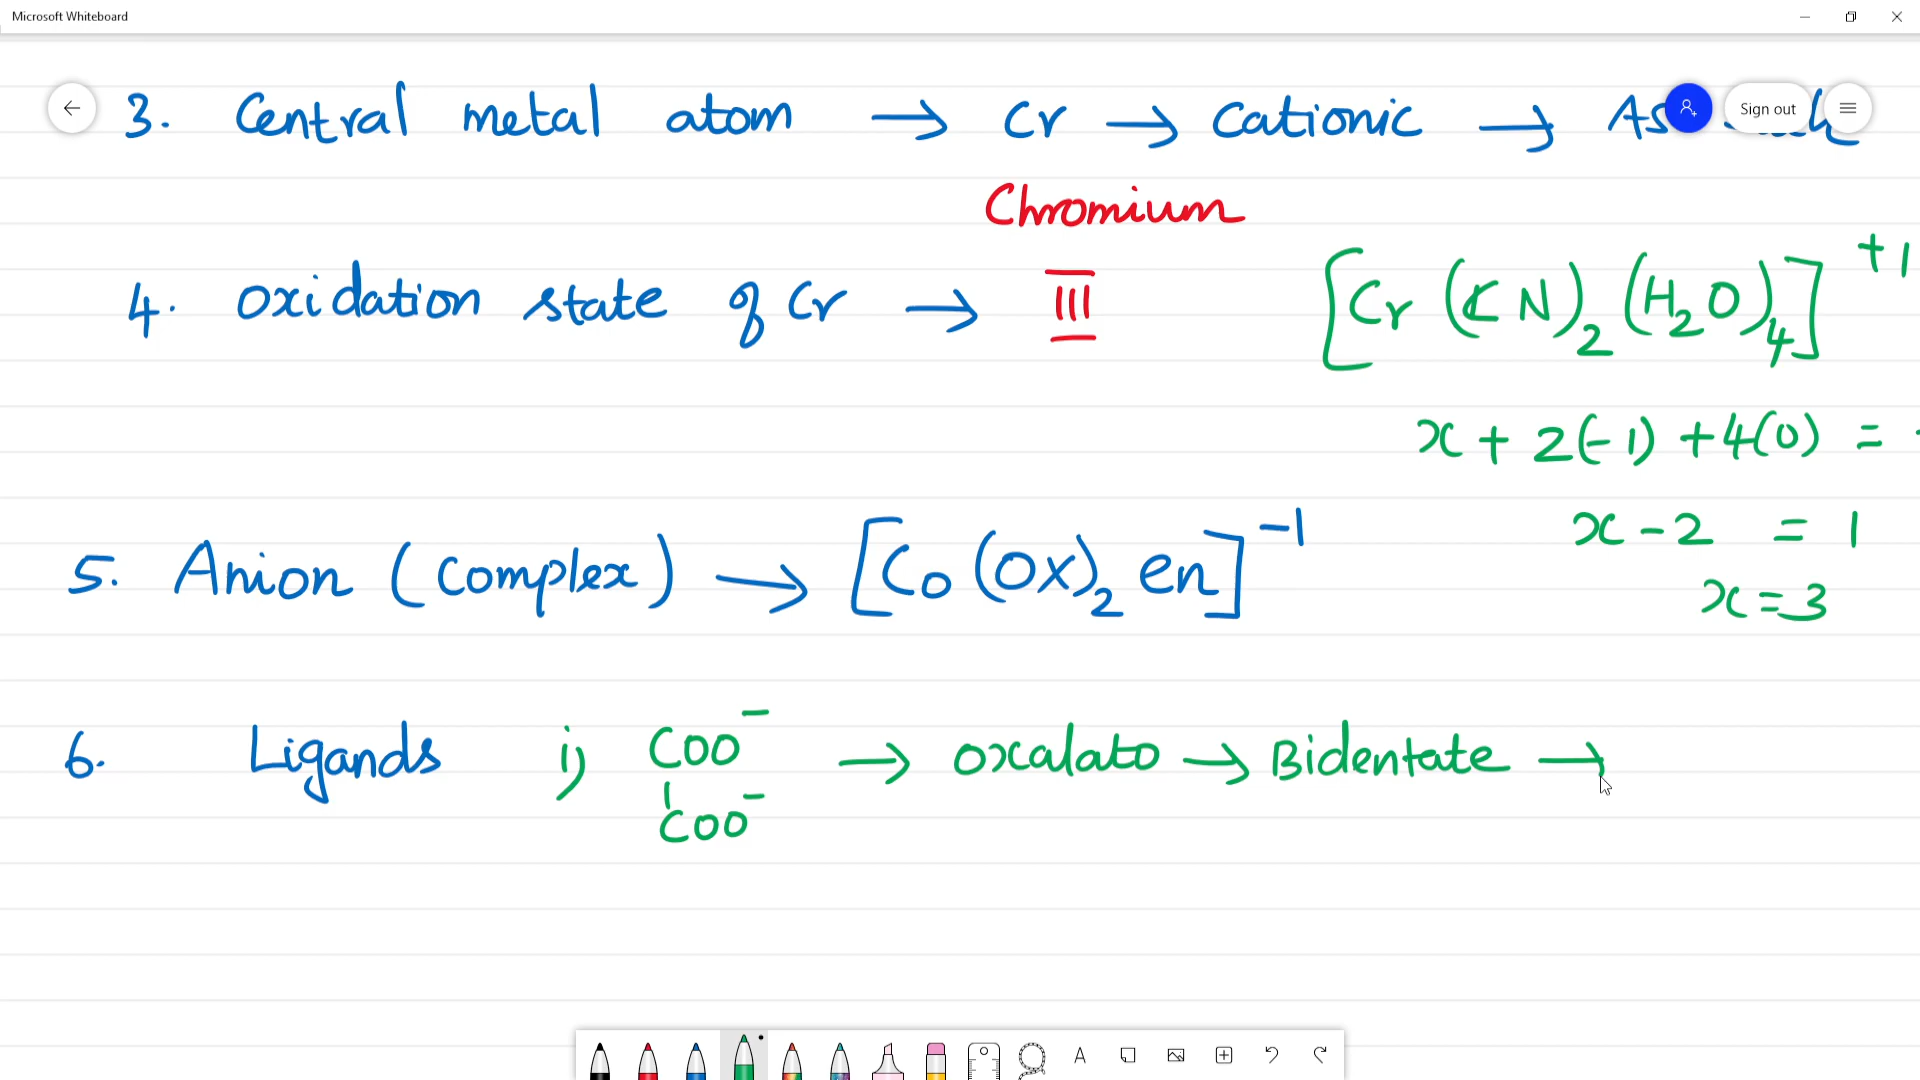 Microsoft Whiteboard
3. Central metal atom → Cr → Cationic → As
Sign out
Chromium
4. Oxidation state of Cr → III
[Cr (CN)₂ (H₂O)₄]⁺¹
x + 2(-1) + 4(0) =
x - 2 = 1
x = 3
5. Anion (complex) → [Co (Ox)₂ en]⁻¹
6. Ligands i) COO⁻ → Oxalato → Bidentate →
COO⁻